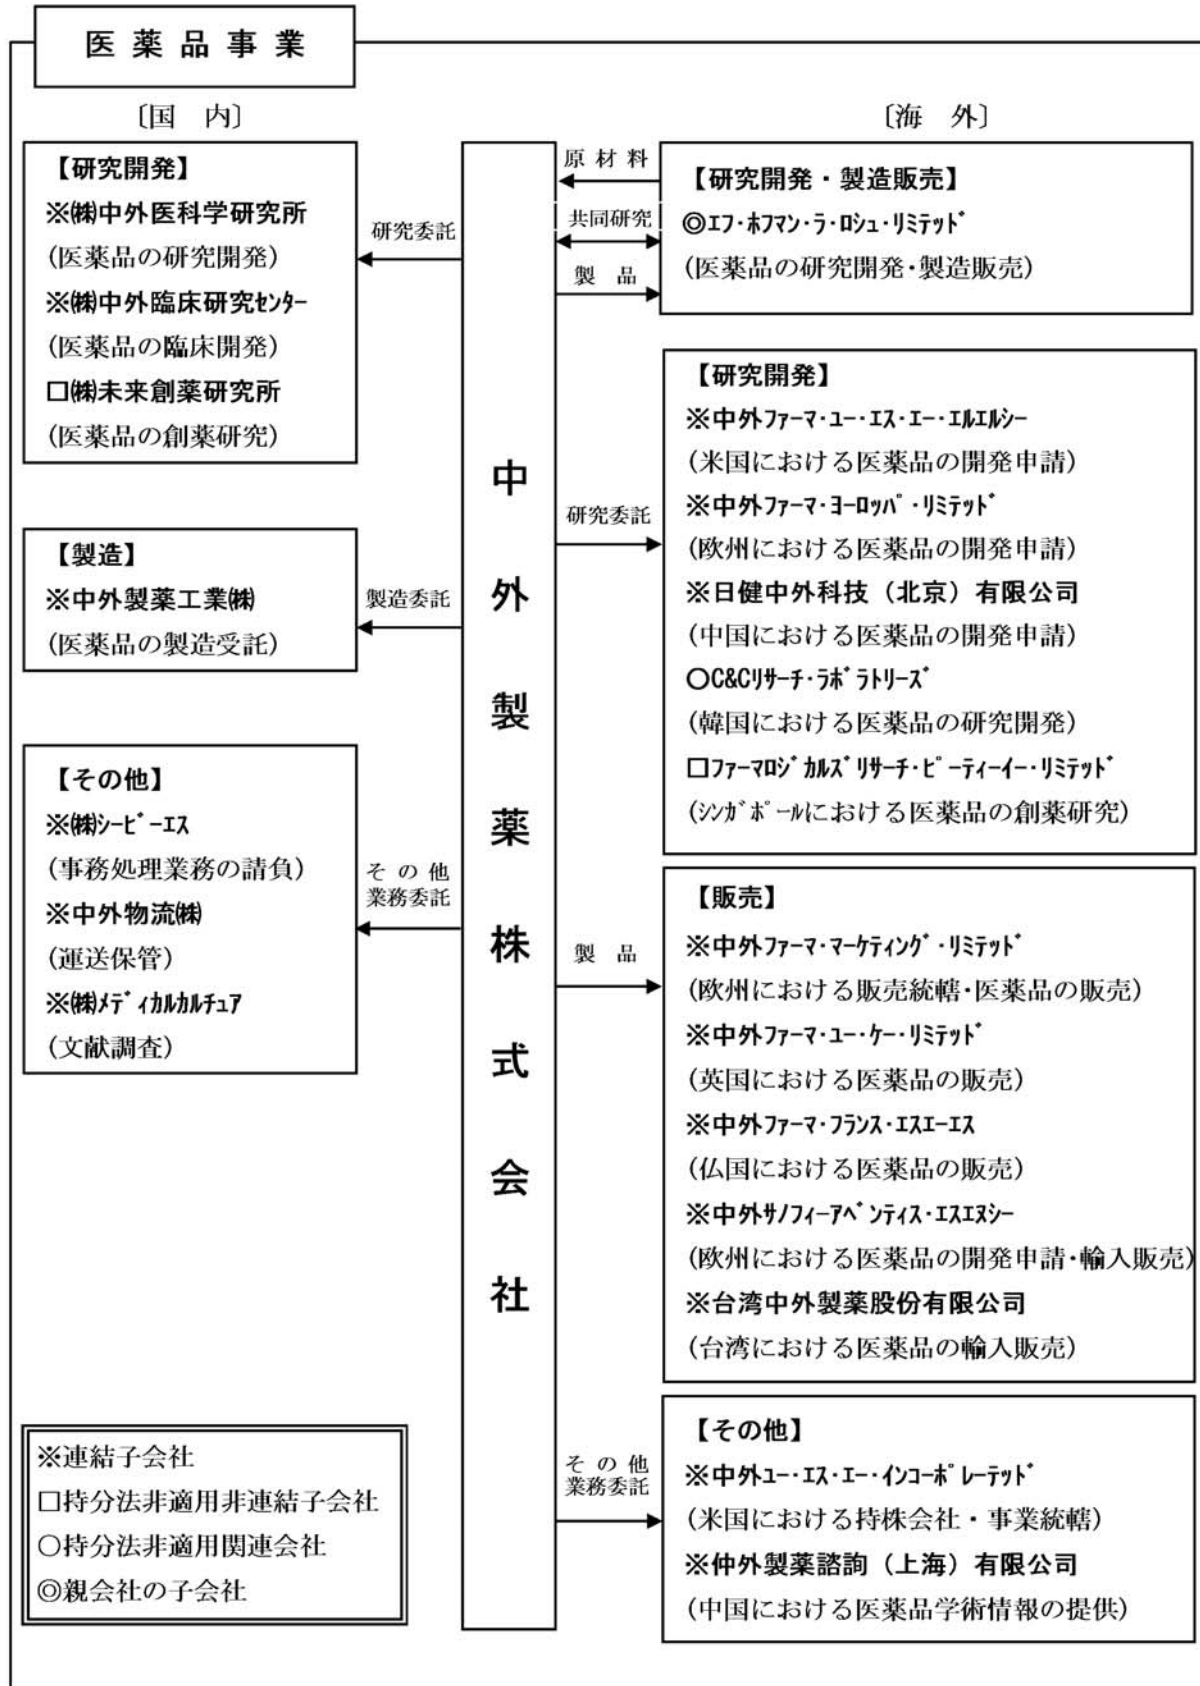 医薬品事業
〔国 内〕
【研究開発】
※㈱中外医科学研究所
(医薬品の研究開発)
※㈱中外臨床研究ｾﾝﾀｰ
(医薬品の臨床開発)
□㈱未来創薬研究所
(医薬品の創薬研究)
【製造】
※中外製薬工業㈱
(医薬品の製造受託)
【その他】
※㈱ｼｰﾋﾞｰｴｽ
(事務処理業務の請負)
※中外物流㈱
(運送保管)
※㈱ﾒﾃﾞｨｶﾙｶﾙﾁｭｱ
(文献調査)
※連結子会社
□持分法非適用非連結子会社
○持分法非適用関連会社
◎親会社の子会社
研究委託
製造委託
その他
業務委託
中外製薬株式会社
原材料
共同研究
製品
研究委託
製品
その他
業務委託
〔海 外〕
【研究開発・製造販売】
◎ｴﾌ･ﾎﾌﾏﾝ･ﾗ･ﾛｼｭ･ﾘﾐﾃｯﾄﾞ
(医薬品の研究開発･製造販売)
【研究開発】
※中外ﾌｧｰﾏ･ﾕｰ･ｴｽ･ｴｰ･ｴﾙｴﾙｼｰ
(米国における医薬品の開発申請)
※中外ﾌｧｰﾏ･ﾖｰﾛｯﾊﾟ･ﾘﾐﾃｯﾄﾞ
(欧州における医薬品の開発申請)
※日健中外科技（北京）有限公司
(中国における医薬品の開発申請)
○C&Cﾘｻｰﾁ･ﾗﾎﾞﾗﾄﾘｰｽﾞ
(韓国における医薬品の研究開発)
□ﾌｧｰﾏﾛｼﾞｶﾙｽﾞﾘｻｰﾁ･ﾋﾟｰﾃｨｰｲｰ･ﾘﾐﾃｯﾄﾞ
(ｼﾝｶﾞﾎﾟｰﾙにおける医薬品の創薬研究)
【販売】
※中外ﾌｧｰﾏ･ﾏｰｹﾃｨﾝｸﾞ･ﾘﾐﾃｯﾄﾞ
(欧州における販売統轄･医薬品の販売)
※中外ﾌｧｰﾏ･ﾕｰ･ｹｰ･ﾘﾐﾃｯﾄﾞ
(英国における医薬品の販売)
※中外ﾌｧｰﾏ･ﾌﾗﾝｽ･ｴｽｴｰｴｽ
(仏国における医薬品の販売)
※中外ｻﾉﾌｨｰｱﾍﾞﾝﾃｨｽ･ｴｽｴﾇｼｰ
(欧州における医薬品の開発申請･輸入販売)
※台湾中外製薬股份有限公司
(台湾における医薬品の輸入販売)
【その他】
※中外ﾕｰ･ｴｽ･ｴｰ･ｲﾝｺｰﾎﾟﾚｰﾃｯﾄﾞ
(米国における持株会社・事業統轄)
※仲外製薬諮詢（上海）有限公司
(中国における医薬品学術情報の提供)